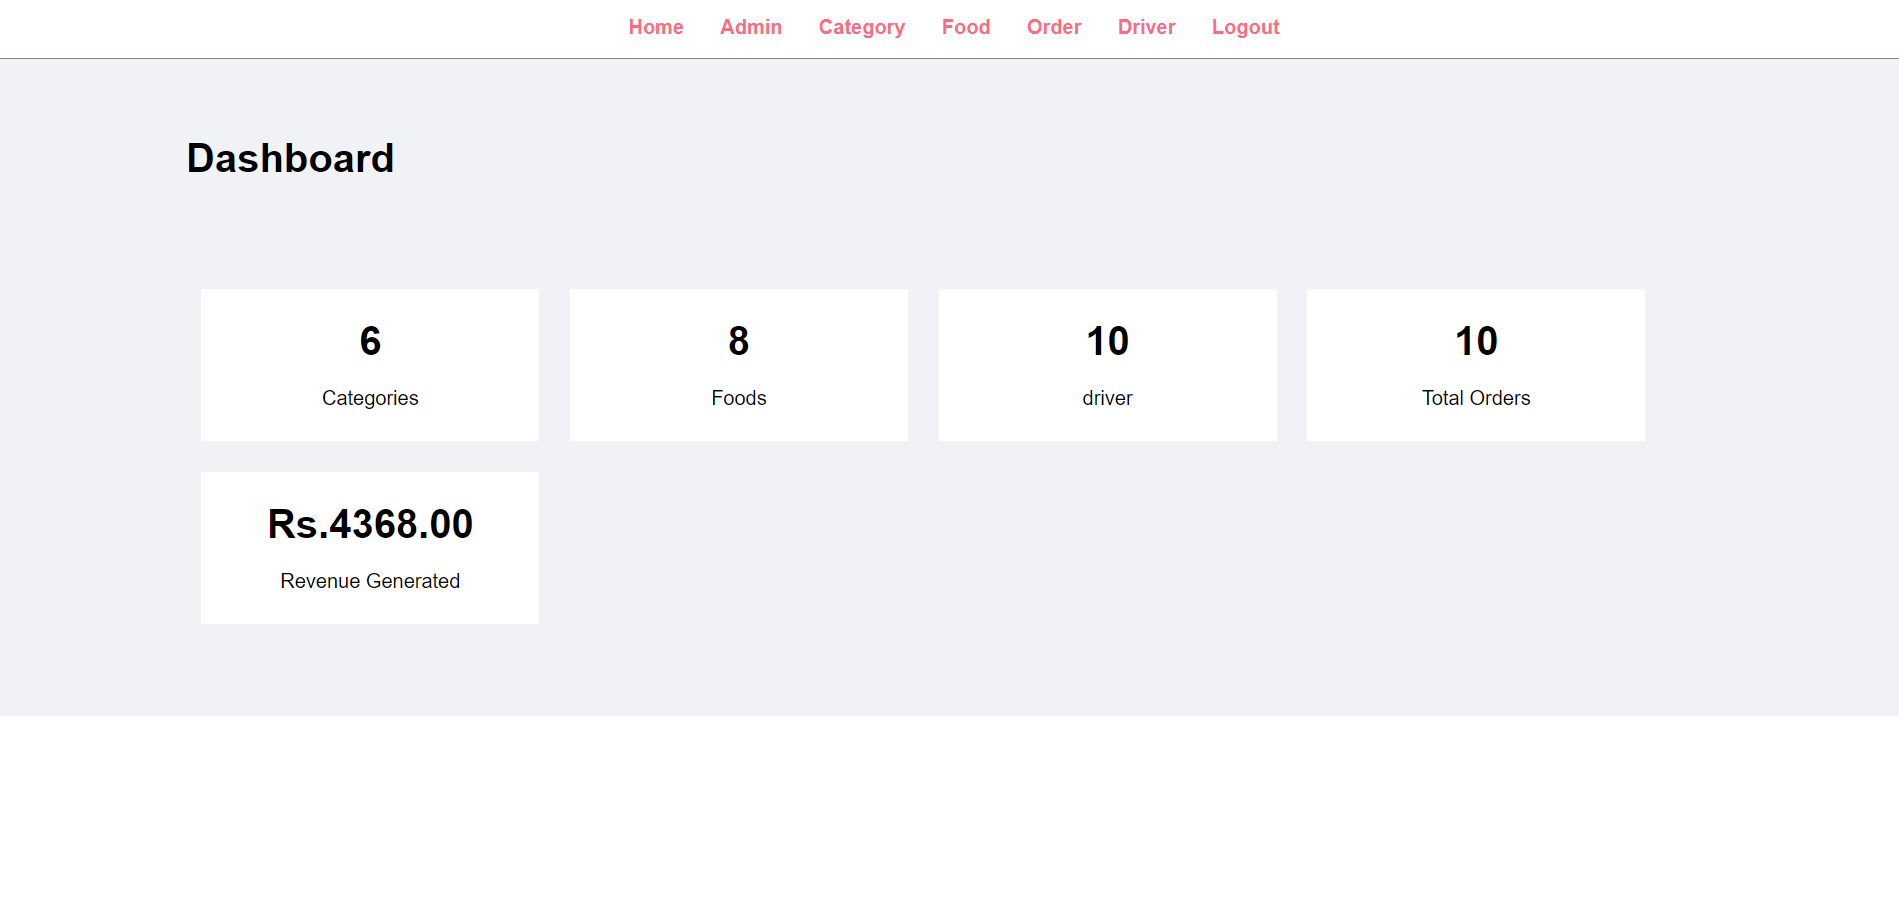 Home Admin Category Food Order Driver Logout
Dashboard
6
Categories
8
Foods
10
driver
10
Total Orders
Rs.4368.00
Revenue Generated